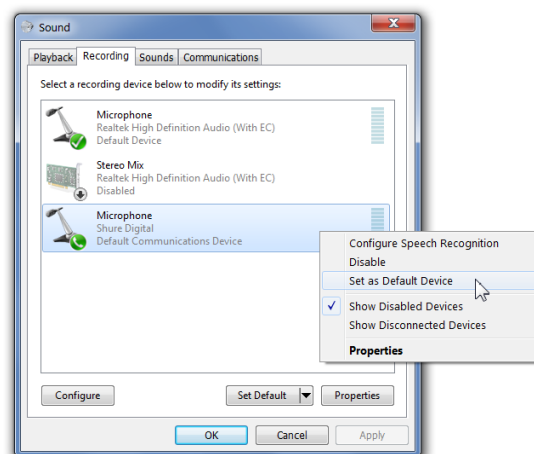 Sound
Playback Recording Sounds Communications
Select a recording device below to modify its settings:
Microphone
Realtek High Definition Audio (With EC)
Default Device
Stereo Mix
Realtek High Definition Audio (With EC)
Disabled
Microphone
Shure Digital
Default Communications Device
Configure Speech Recognition
Disable
Set as Default Device
Show Disabled Devices
Show Disconnected Devices
Properties
Configure Set Default Properties
OK Cancel Apply